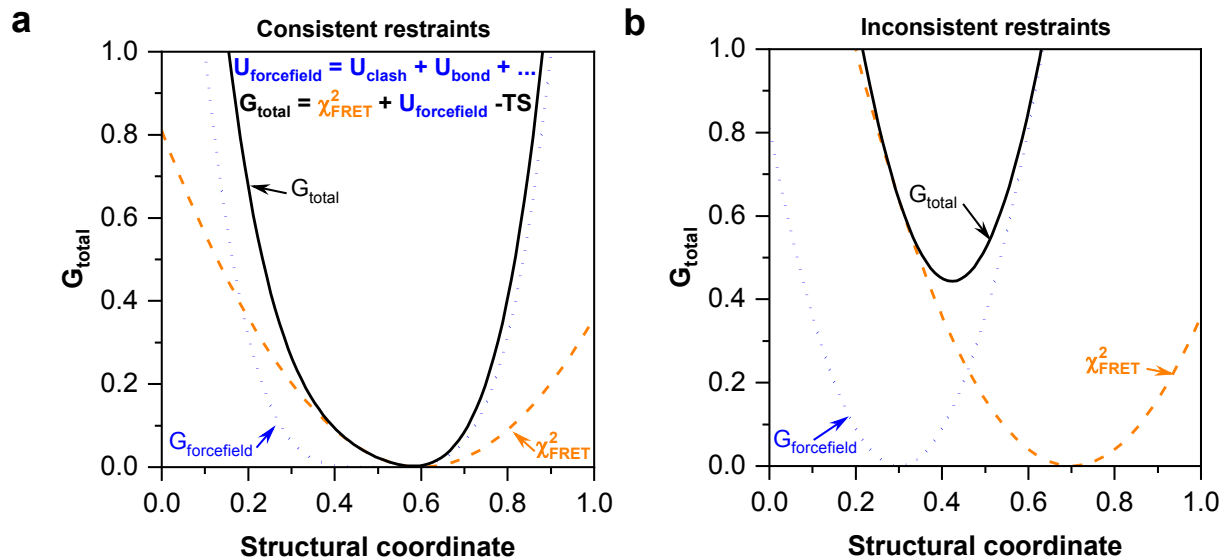 a
Consistent restraints
U_forcefield = U_clash + U_bond + ...
G_total = χ²_FRET + U_forcefield -TS
G_total
G_forcefield
χ²_FRET
G_total
1.0
0.8
0.6
0.4
0.2
0.0
0.0 0.2 0.4 0.6 0.8 1.0
Structural coordinate
b
Inconsistent restraints
G_total
χ²_FRET
G_forcefield
G_total
1.0
0.8
0.6
0.4
0.2
0.0
0.0 0.2 0.4 0.6 0.8 1.0
Structural coordinate